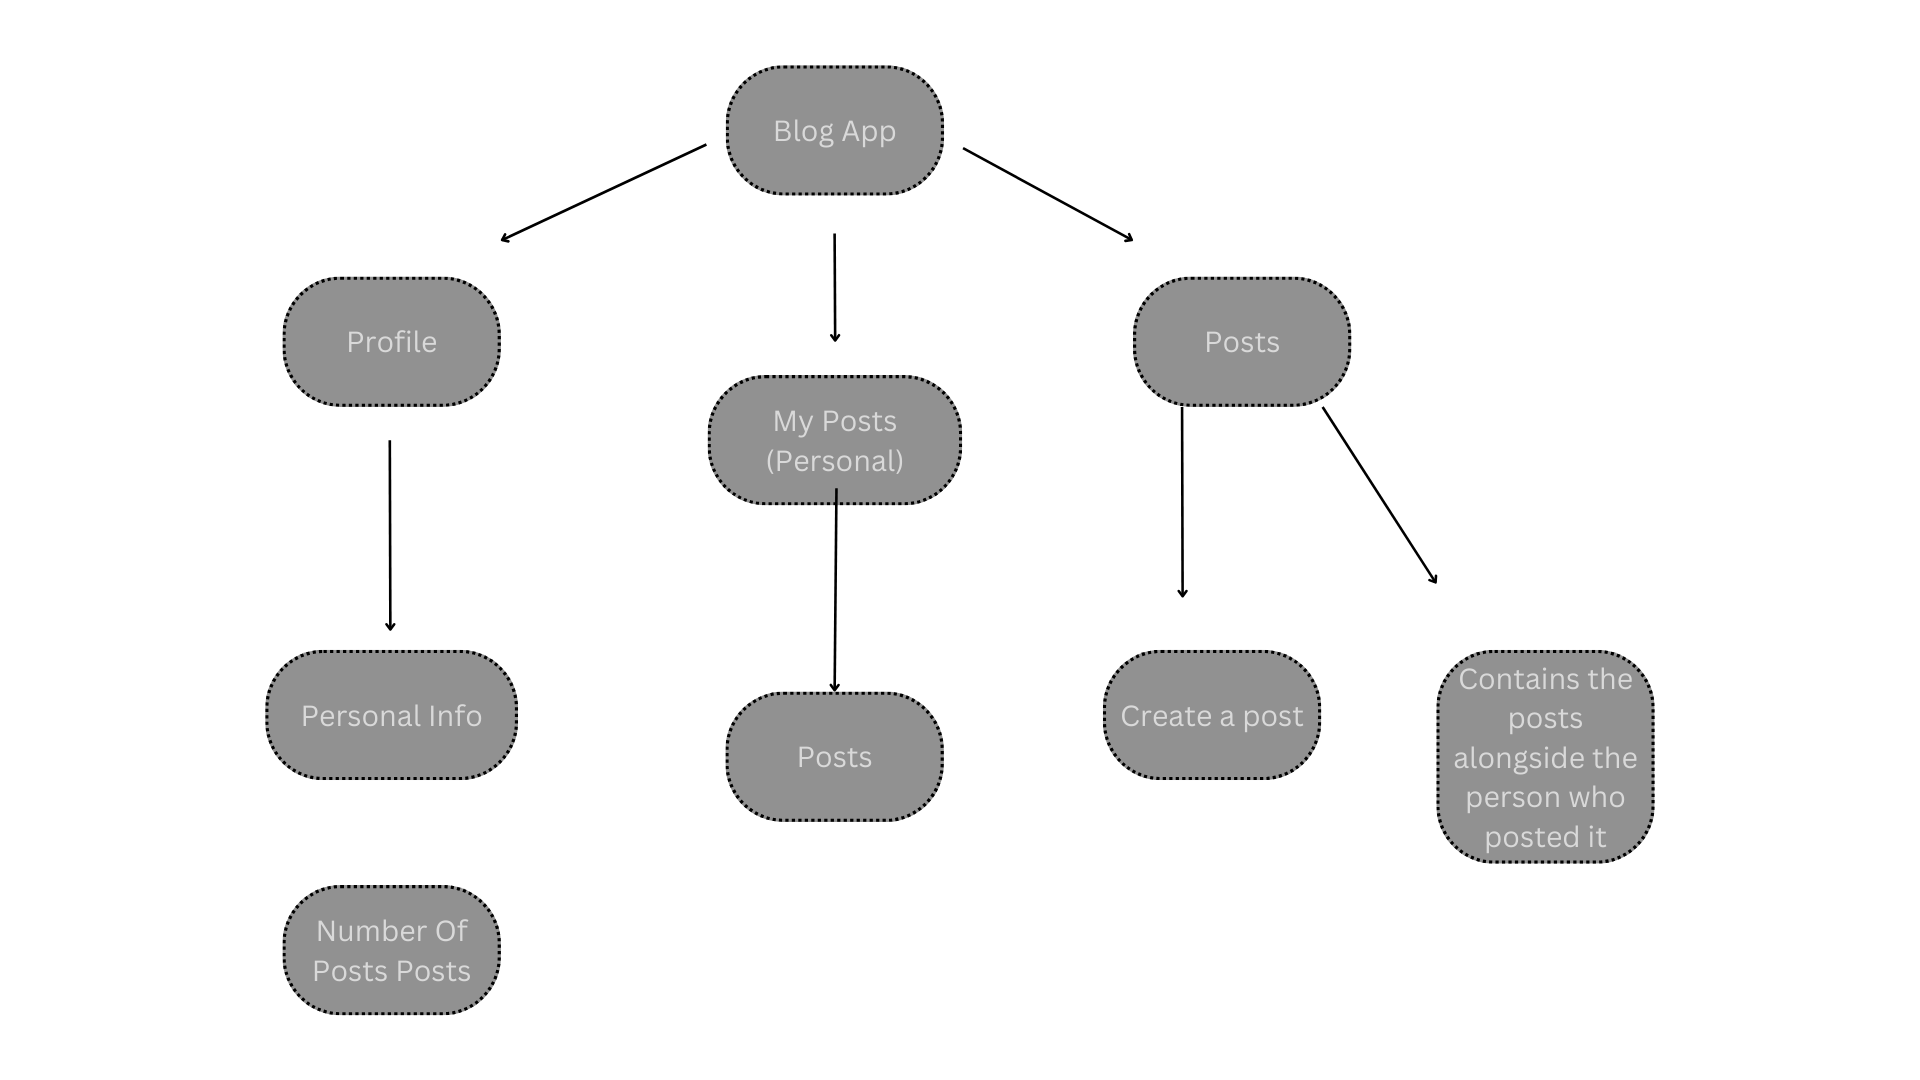 Blog App
Profile
My Posts
(Personal)
Posts
Personal Info
Posts
Create a post
Contains the
posts
alongside the
person who
posted it
Number Of
Posts Posts